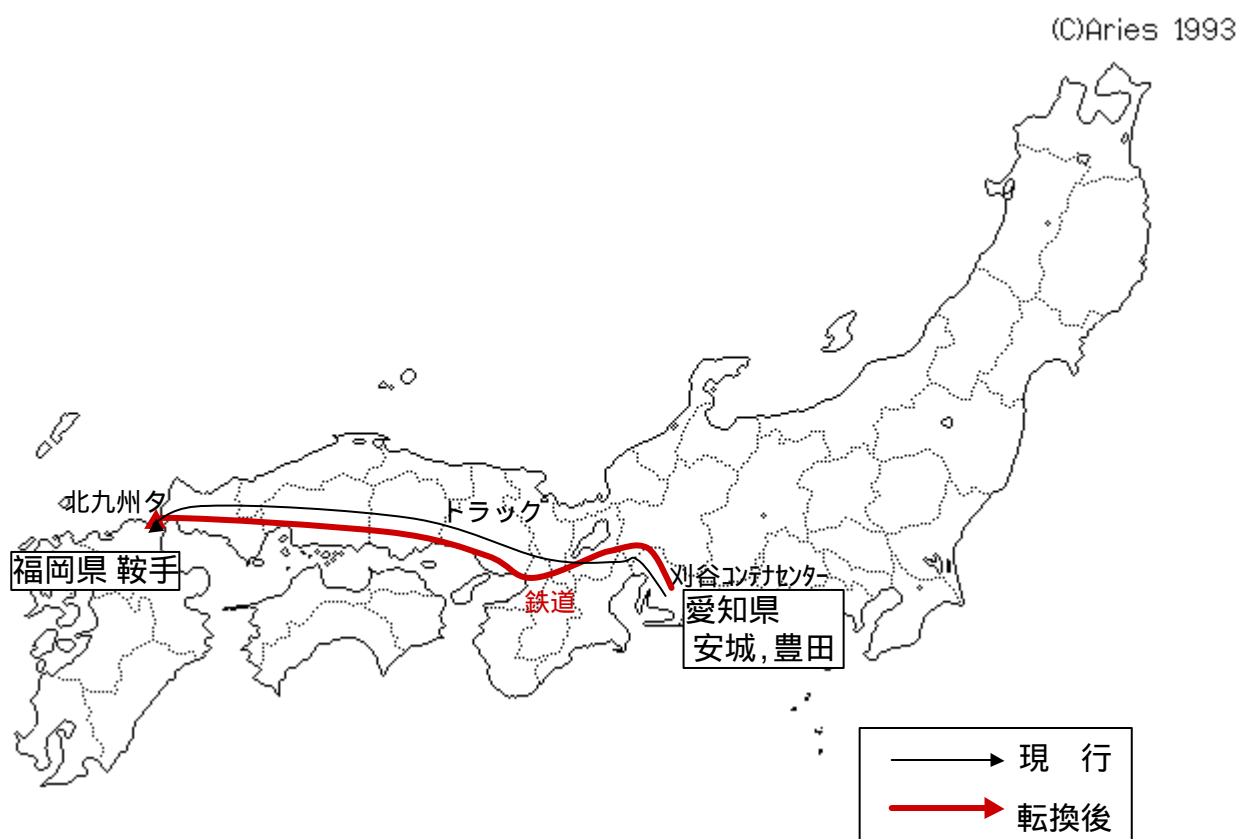 (C)Aries 1993
北九州タ
トラック
福岡県 鞍手
鉄道
刈谷ｺﾝﾃﾅｾﾝﾀｰ
愛知県
安城,豊田
現　行
転換後